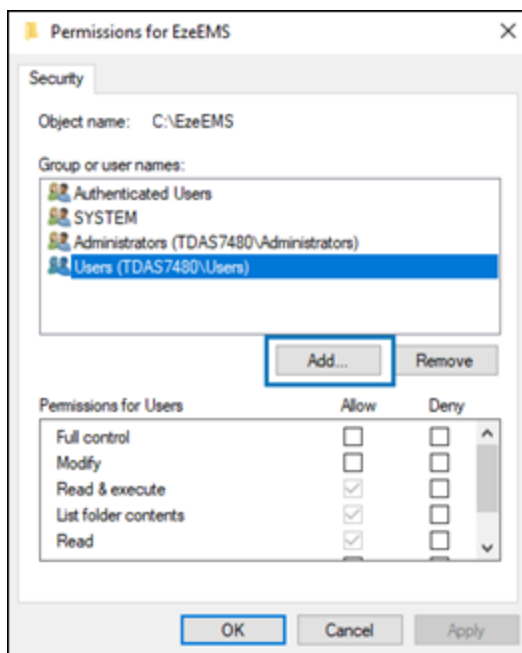 Permissions for EzeEMS
Security
Object name: C:\EzeEMS
Group or user names:
Authenticated Users
SYSTEM
Administrators (TDAS7480\Administrators)
Users (TDAS7480\Users)
Add... Remove
Permissions for Users Allow Deny
Full control
Modify
Read & execute
List folder contents
Read
OK Cancel Apply